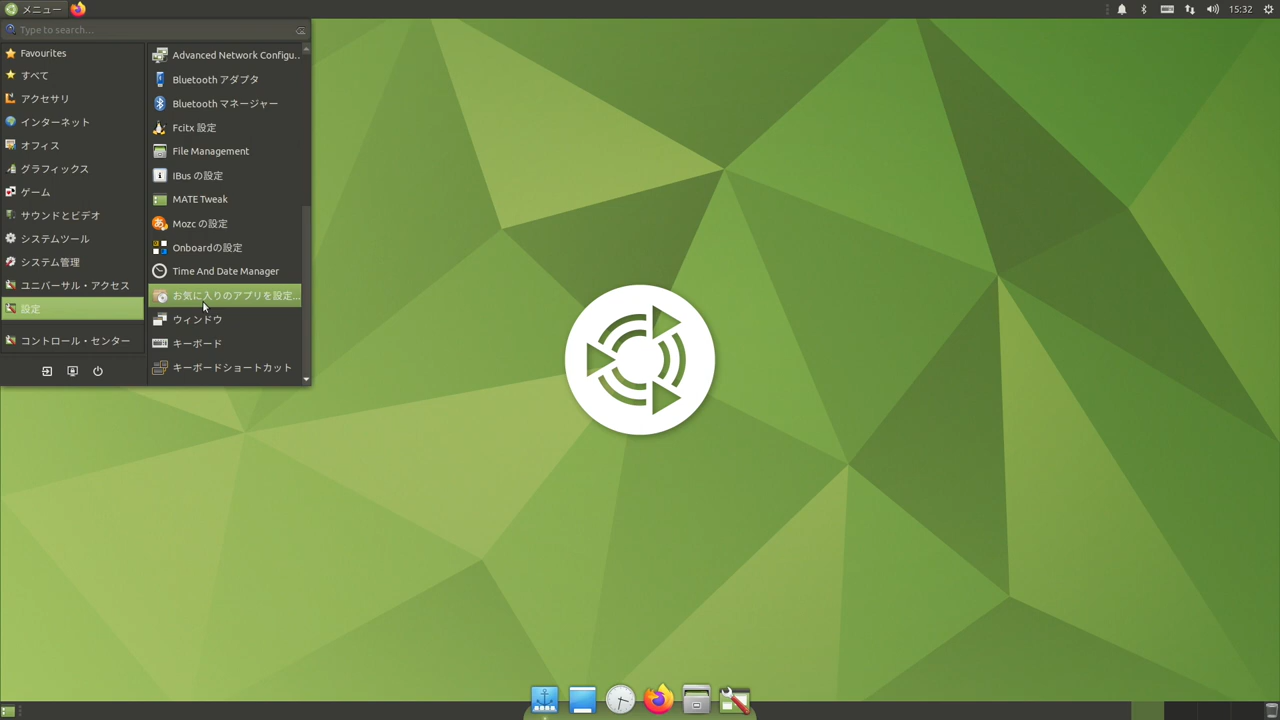 メニュー
15:32
Type to search...
Favourites
すべて
アクセサリ
インターネット
オフィス
グラフィックス
ゲーム
サウンドとビデオ
システムツール
システム管理
ユニバーサル・アクセス
設定
コントロール・センター
Advanced Network Configu..
Bluetooth アダプタ
Bluetooth マネージャー
Fcitx 設定
File Management
IBus の設定
MATE Tweak
Mozc の設定
Onboardの設定
Time And Date Manager
お気に入りのアプリを設定...
ウィンドウ
キーボード
キーボードショートカット